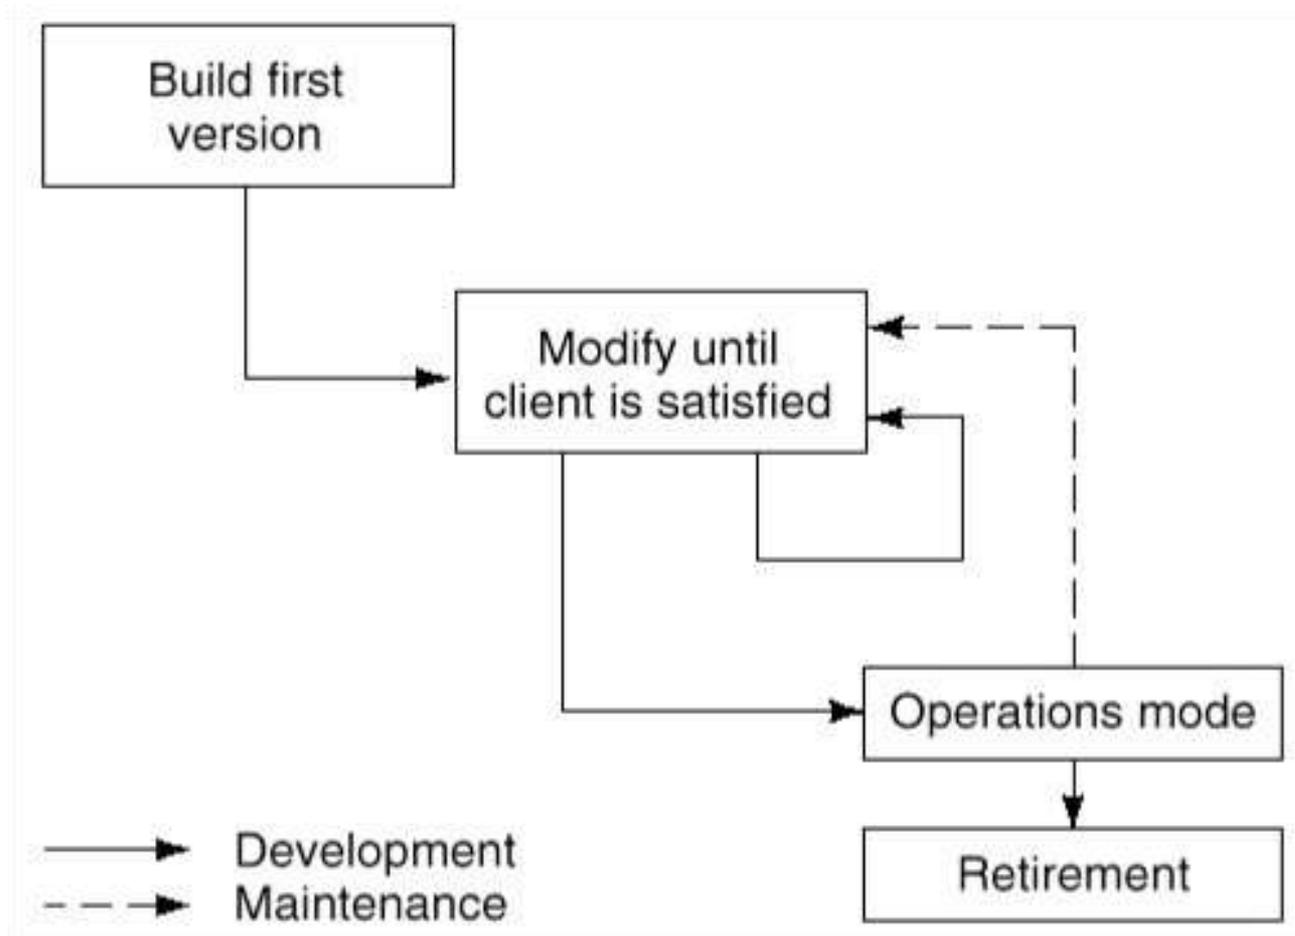 Build first
version
Modify until
client is satisfied
Operations mode
Retirement
Development
Maintenance